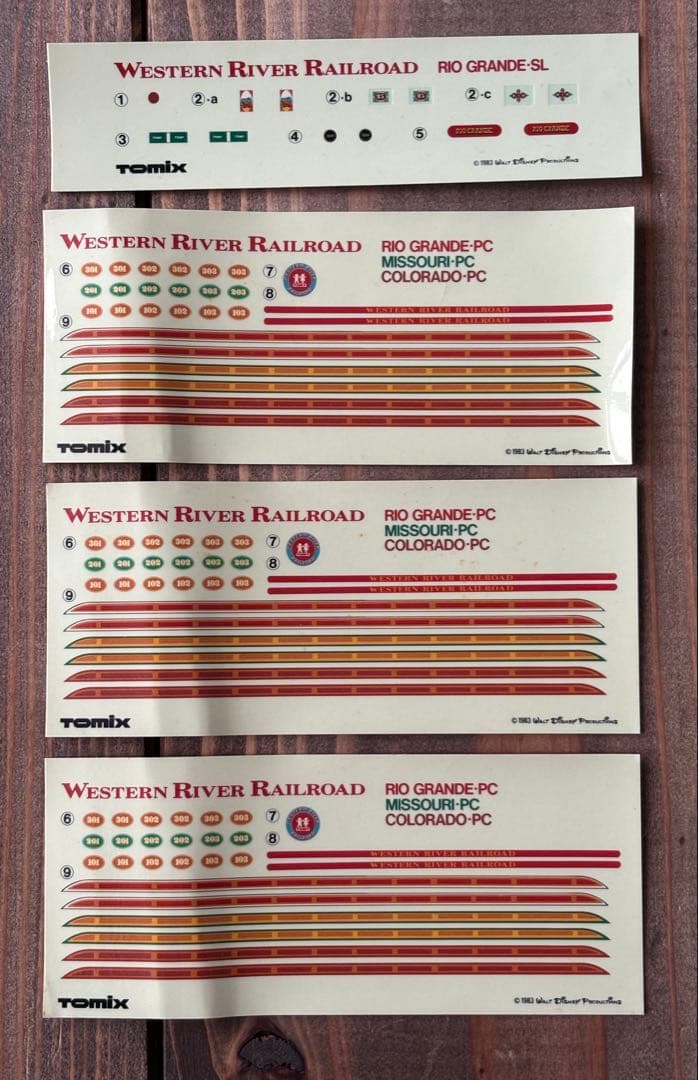 WESTERN RIVER RAILROAD RIO GRANDE·SL
① ②-a ②-b ②-c
③ ④ ⑤ RIO GRANDE RIO GRANDE
TOMIX © 1983 WALT DISNEY PRODUCTIONS
WESTERN RIVER RAILROAD RIO GRANDE·PC
MISSOURI·PC
COLORADO·PC
⑥ 301 301 302 302 303 303 ⑦
201 201 202 202 203 203 ⑧
101 101 102 102 103 103
WESTERN RIVER RAILROAD
WESTERN RIVER RAILROAD
⑨
TOMIX © 1983 WALT DISNEY PRODUCTIONS
WESTERN RIVER RAILROAD RIO GRANDE·PC
MISSOURI·PC
COLORADO·PC
⑥ 301 301 302 302 303 303 ⑦
201 201 202 202 203 203 ⑧
101 101 102 102 103 103
WESTERN RIVER RAILROAD
WESTERN RIVER RAILROAD
⑨
TOMIX © 1983 WALT DISNEY PRODUCTIONS
WESTERN RIVER RAILROAD RIO GRANDE·PC
MISSOURI·PC
COLORADO·PC
⑥ 301 301 302 302 303 303 ⑦
201 201 202 202 203 203 ⑧
101 101 102 102 103 103
WESTERN RIVER RAILROAD
WESTERN RIVER RAILROAD
⑨
TOMIX © 1983 WALT DISNEY PRODUCTIONS